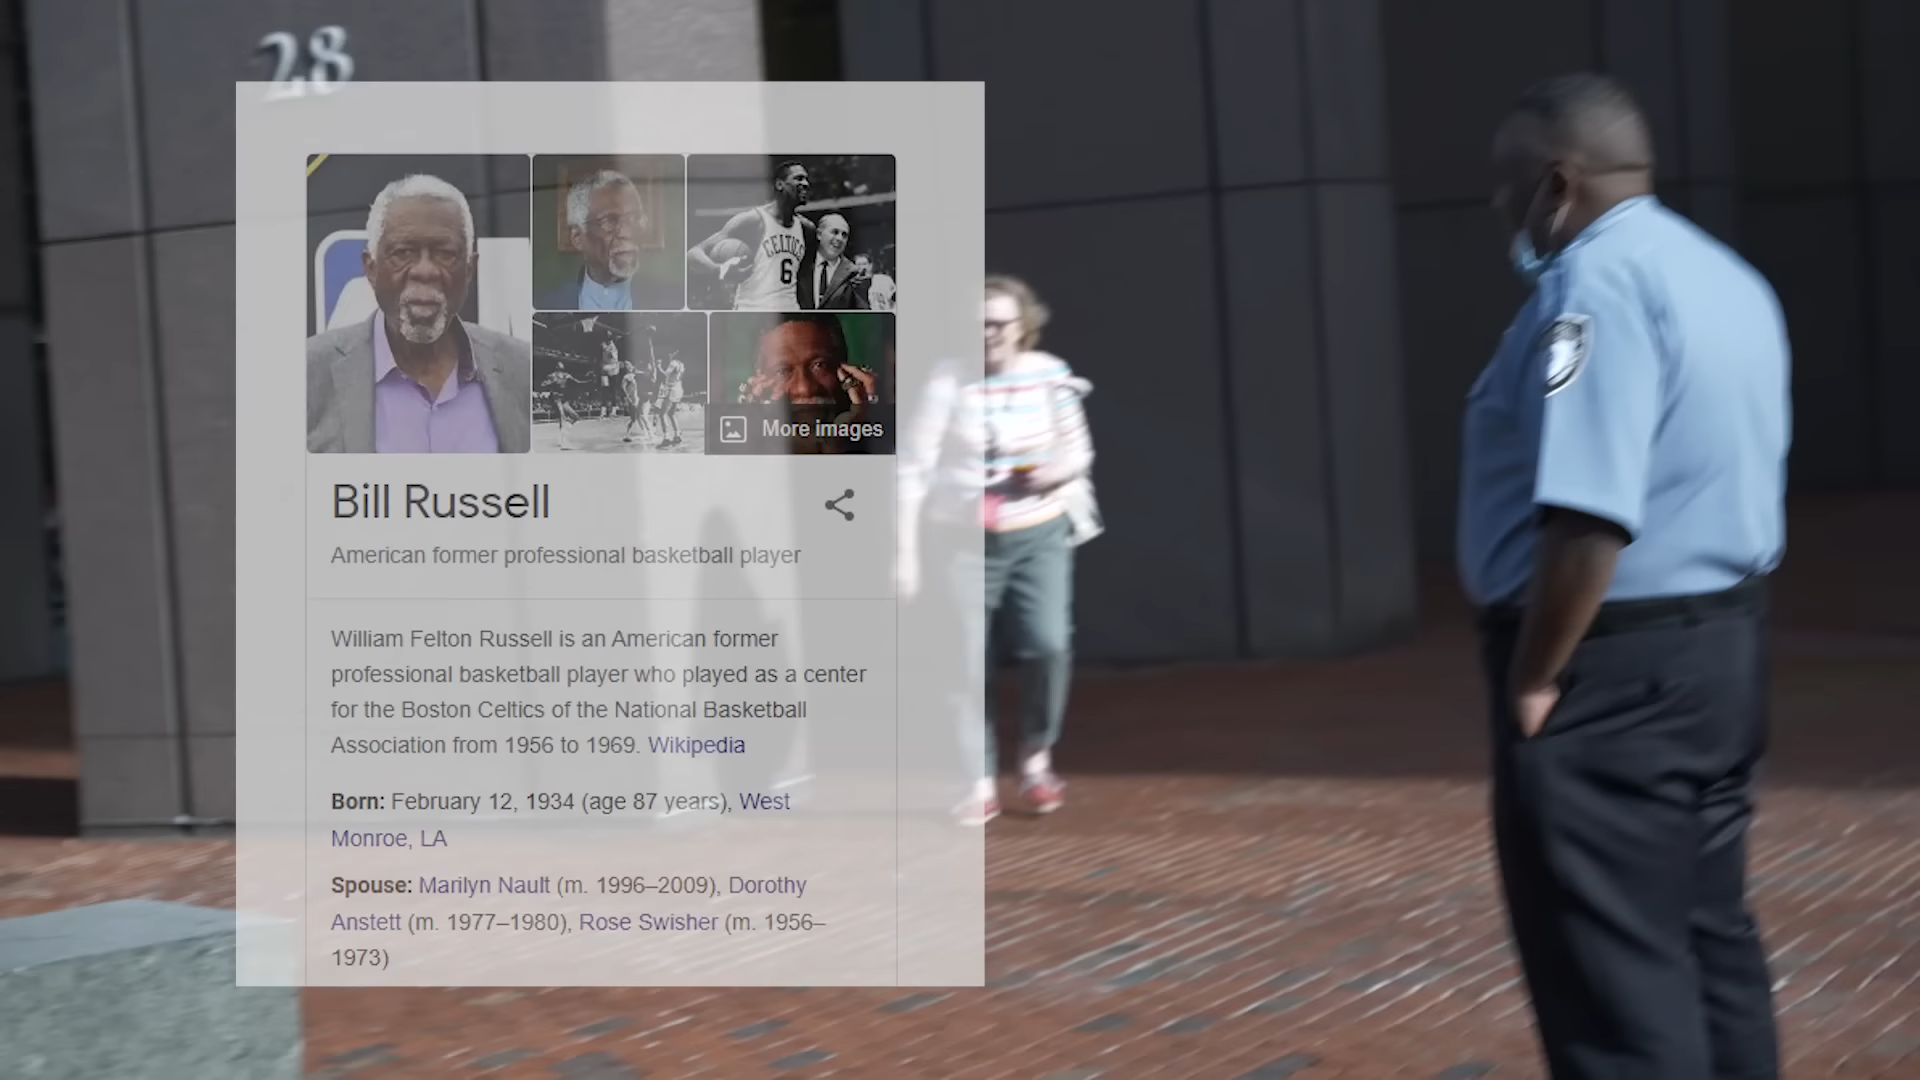 28
CELTICS
6
More images
Bill Russell
American former professional basketball player
William Felton Russell is an American former
professional basketball player who played as a center
for the Boston Celtics of the National Basketball
Association from 1956 to 1969. Wikipedia
Born: February 12, 1934 (age 87 years), West
Monroe, LA
Spouse: Marilyn Nault (m. 1996–2009), Dorothy
Anstett (m. 1977–1980), Rose Swisher (m. 1956–
1973)